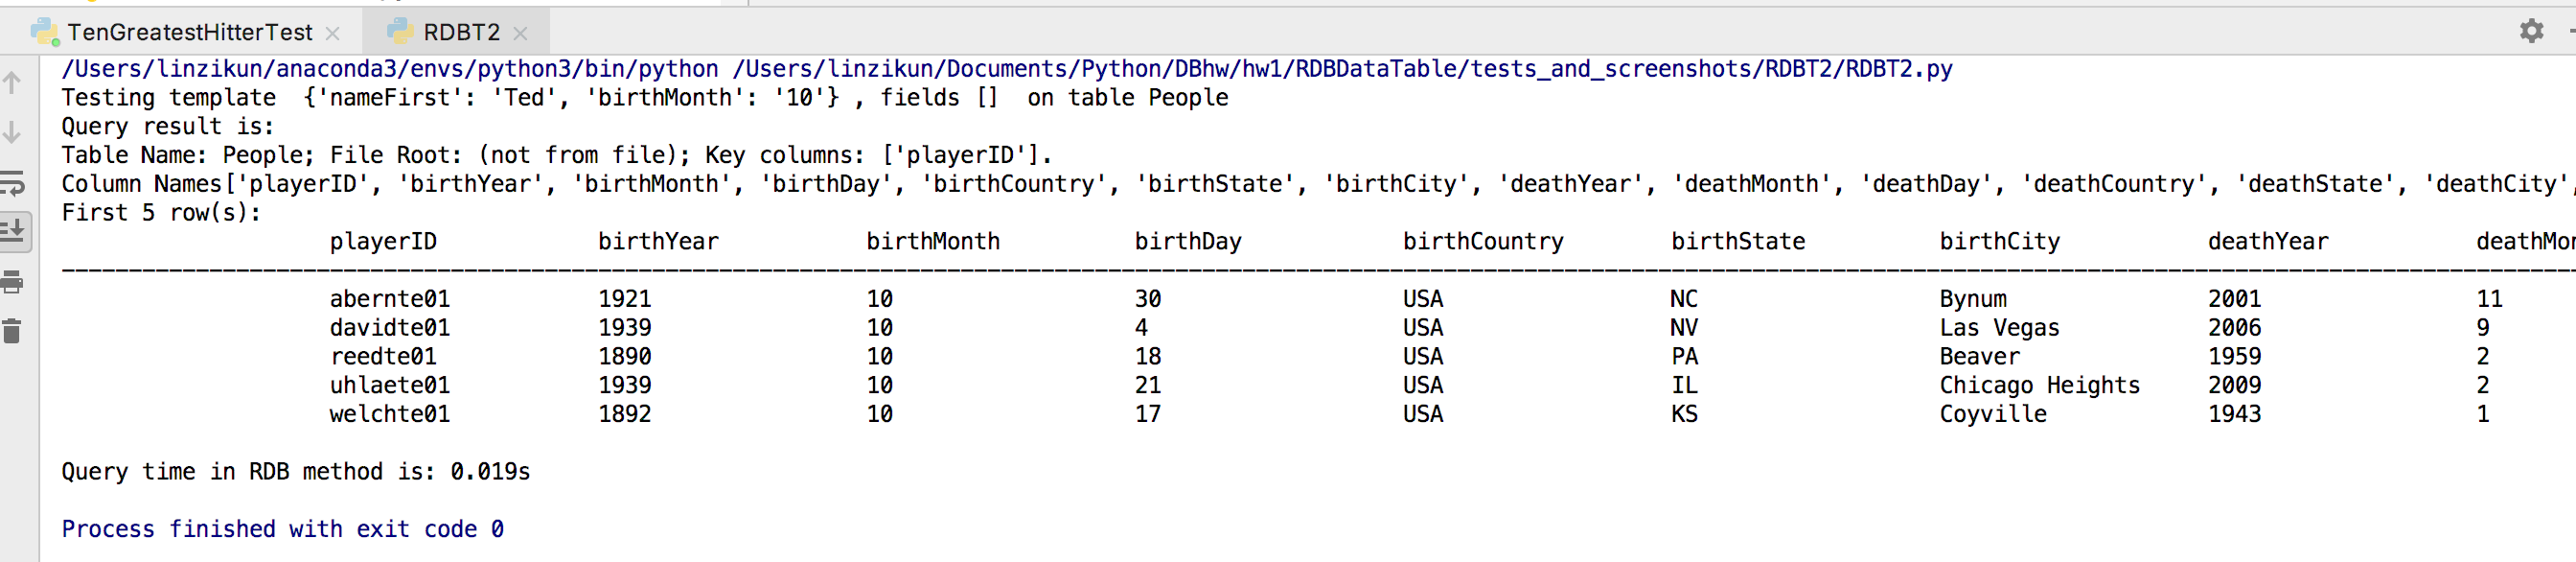 TenGreatestHitterTest RDBT2
/Users/linzikun/anaconda3/envs/python3/bin/python /Users/linzikun/Documents/Python/DBhw/hw1/RDBDataTable/tests_and_screenshots/RDBT2/RDBT2.py
Testing template  {'nameFirst': 'Ted', 'birthMonth': '10'} , fields []  on table People
Query result is:
Table Name: People; File Root: (not from file); Key columns: ['playerID'].
Column Names['playerID', 'birthYear', 'birthMonth', 'birthDay', 'birthCountry', 'birthState', 'birthCity', 'deathYear', 'deathMonth', 'deathDay', 'deathCountry', 'deathState', 'deathCity',
First 5 row(s):
playerID birthYear birthMonth birthDay birthCountry birthState birthCity deathYear deathMon
abernte01 1921 10 30 USA NC Bynum 2001 11
davidte01 1939 10 4 USA NV Las Vegas 2006 9
reedte01 1890 10 18 USA PA Beaver 1959 2
uhlaete01 1939 10 21 USA IL Chicago Heights 2009 2
welchte01 1892 10 17 USA KS Coyville 1943 1
Query time in RDB method is: 0.019s
Process finished with exit code 0